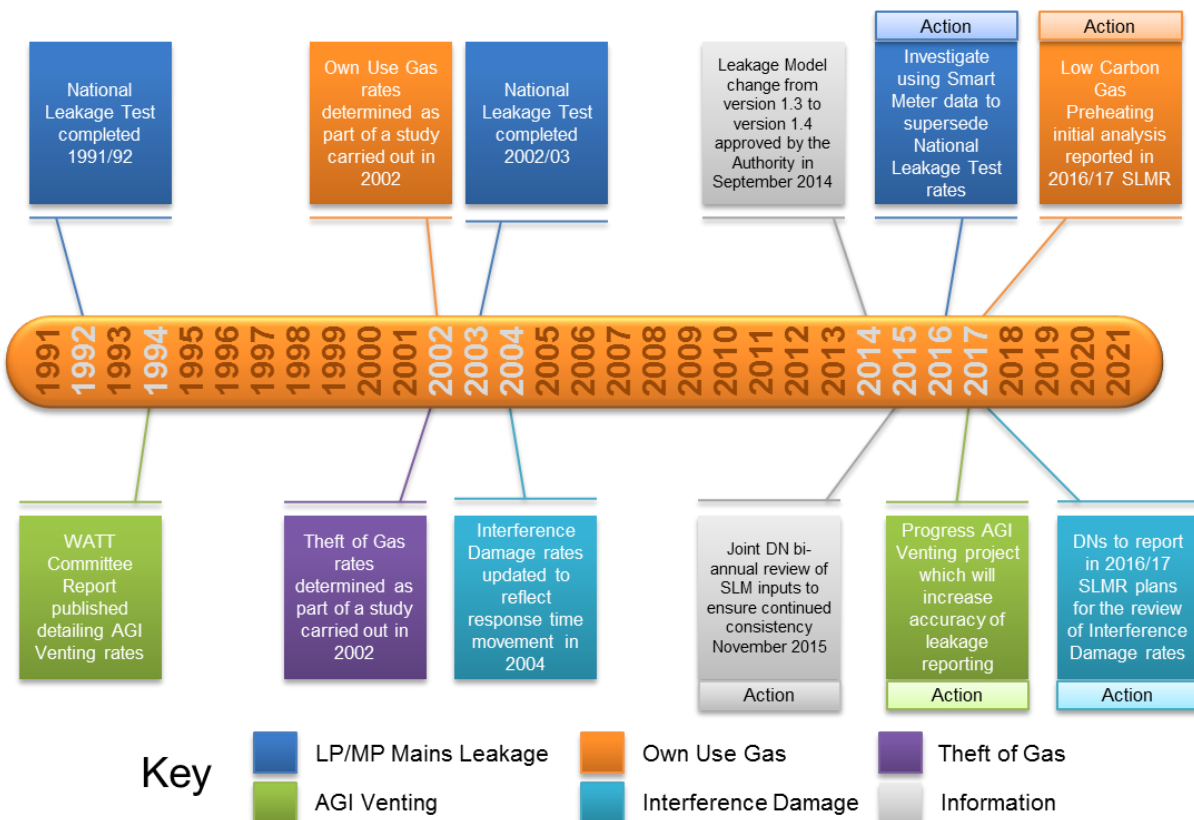 National
Leakage Test
completed
1991/92
Own Use Gas
rates
determined as
part of a study
carried out in
2002
National
Leakage Test
completed
2002/03
Leakage Model
change from
version 1.3 to
version 1.4
approved by the
Authority in
September 2014
Action
Investigate
using Smart
Meter data to
supersede
National
Leakage Test
rates
Action
Low Carbon
Gas
Preheating
initial analysis
reported in
2016/17 SLMR
1991
1992
1993
1994
1995
1996
1997
1998
1999
2000
2001
2002
2003
2004
2005
2006
2007
2008
2009
2010
2011
2012
2013
2014
2015
2016
2017
2018
2019
2020
2021
WATT
Committee
Report
published
detailing AGI
Venting rates
Theft of Gas
rates
determined as
part of a study
carried out in
2002
Interference
Damage rates
updated to
reflect
response time
movement in
2004
Joint DN bi-
annual review of
SLM inputs to
ensure continued
consistency
November 2015
Action
Progress AGI
Venting project
which will
increase
accuracy of
leakage
reporting
Action
DNs to report
in 2016/17
SLMR plans
for the review
of Interference
Damage rates
Action
Key
LP/MP Mains Leakage
Own Use Gas
Theft of Gas
AGI Venting
Interference Damage
Information